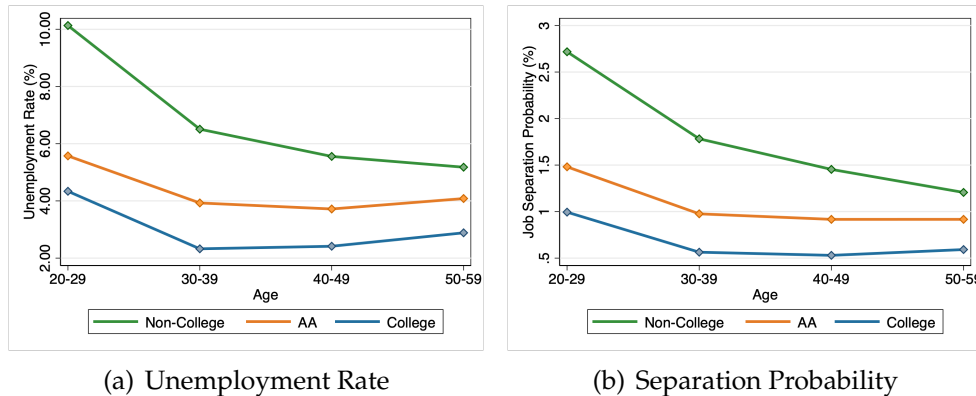 Unemployment Rate (%)
10.00
8.00
6.00
4.00
2.00
20-29 30-39 40-49 50-59
Age
Non-College AA College
(a) Unemployment Rate
Job Separation Probability (%)
3
2.5
2
1.5
1
.5
20-29 30-39 40-49 50-59
Age
Non-College AA College
(b) Separation Probability